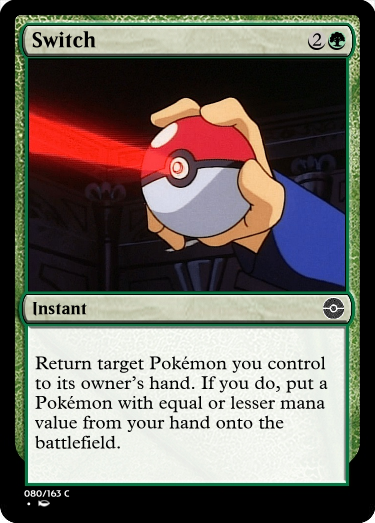 Switch 2
Instant
Return target Pokémon you control
to its owner's hand. If you do, put a
Pokémon with equal or lesser mana
value from your hand onto the
battlefield.
080/163 C